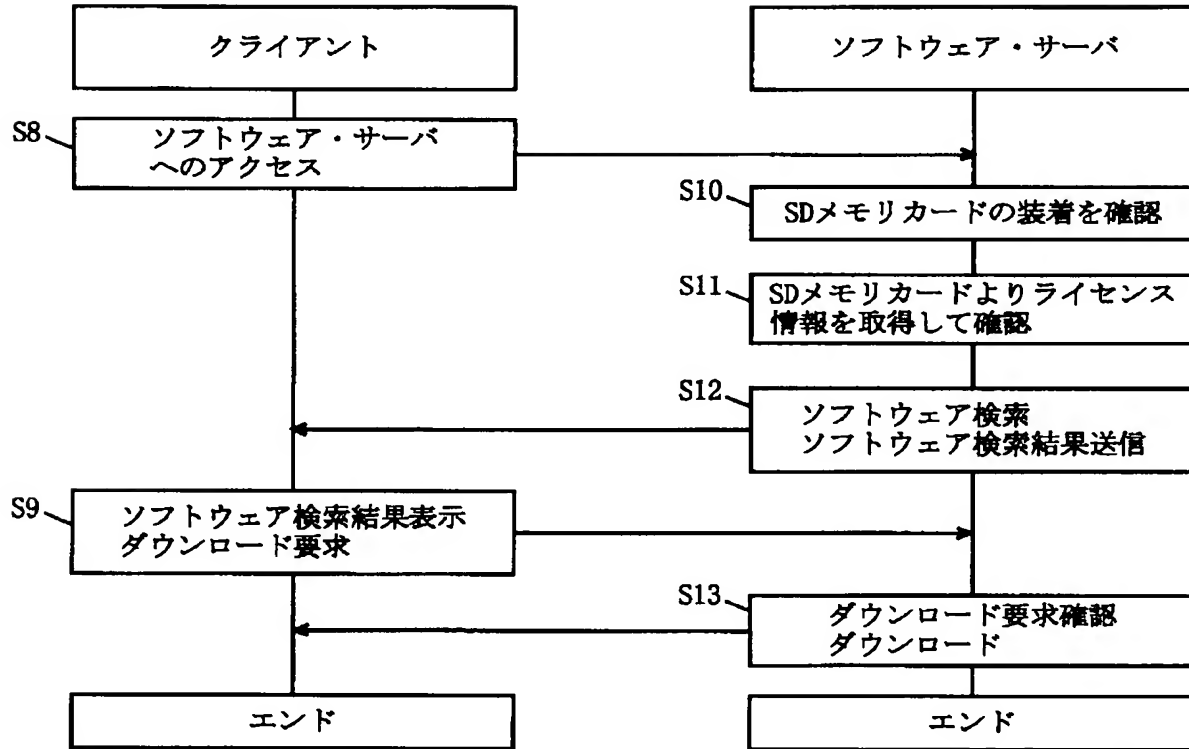 クライアント
ソフトウェア・サーバ
S8
ソフトウェア・サーバ
へのアクセス
S10
SDメモリカードの装着を確認
S11
SDメモリカードよりライセンス
情報を取得して確認
S12
ソフトウェア検索
ソフトウェア検索結果送信
S9
ソフトウェア検索結果表示
ダウンロード要求
S13
ダウンロード要求確認
ダウンロード
エンド
エンド